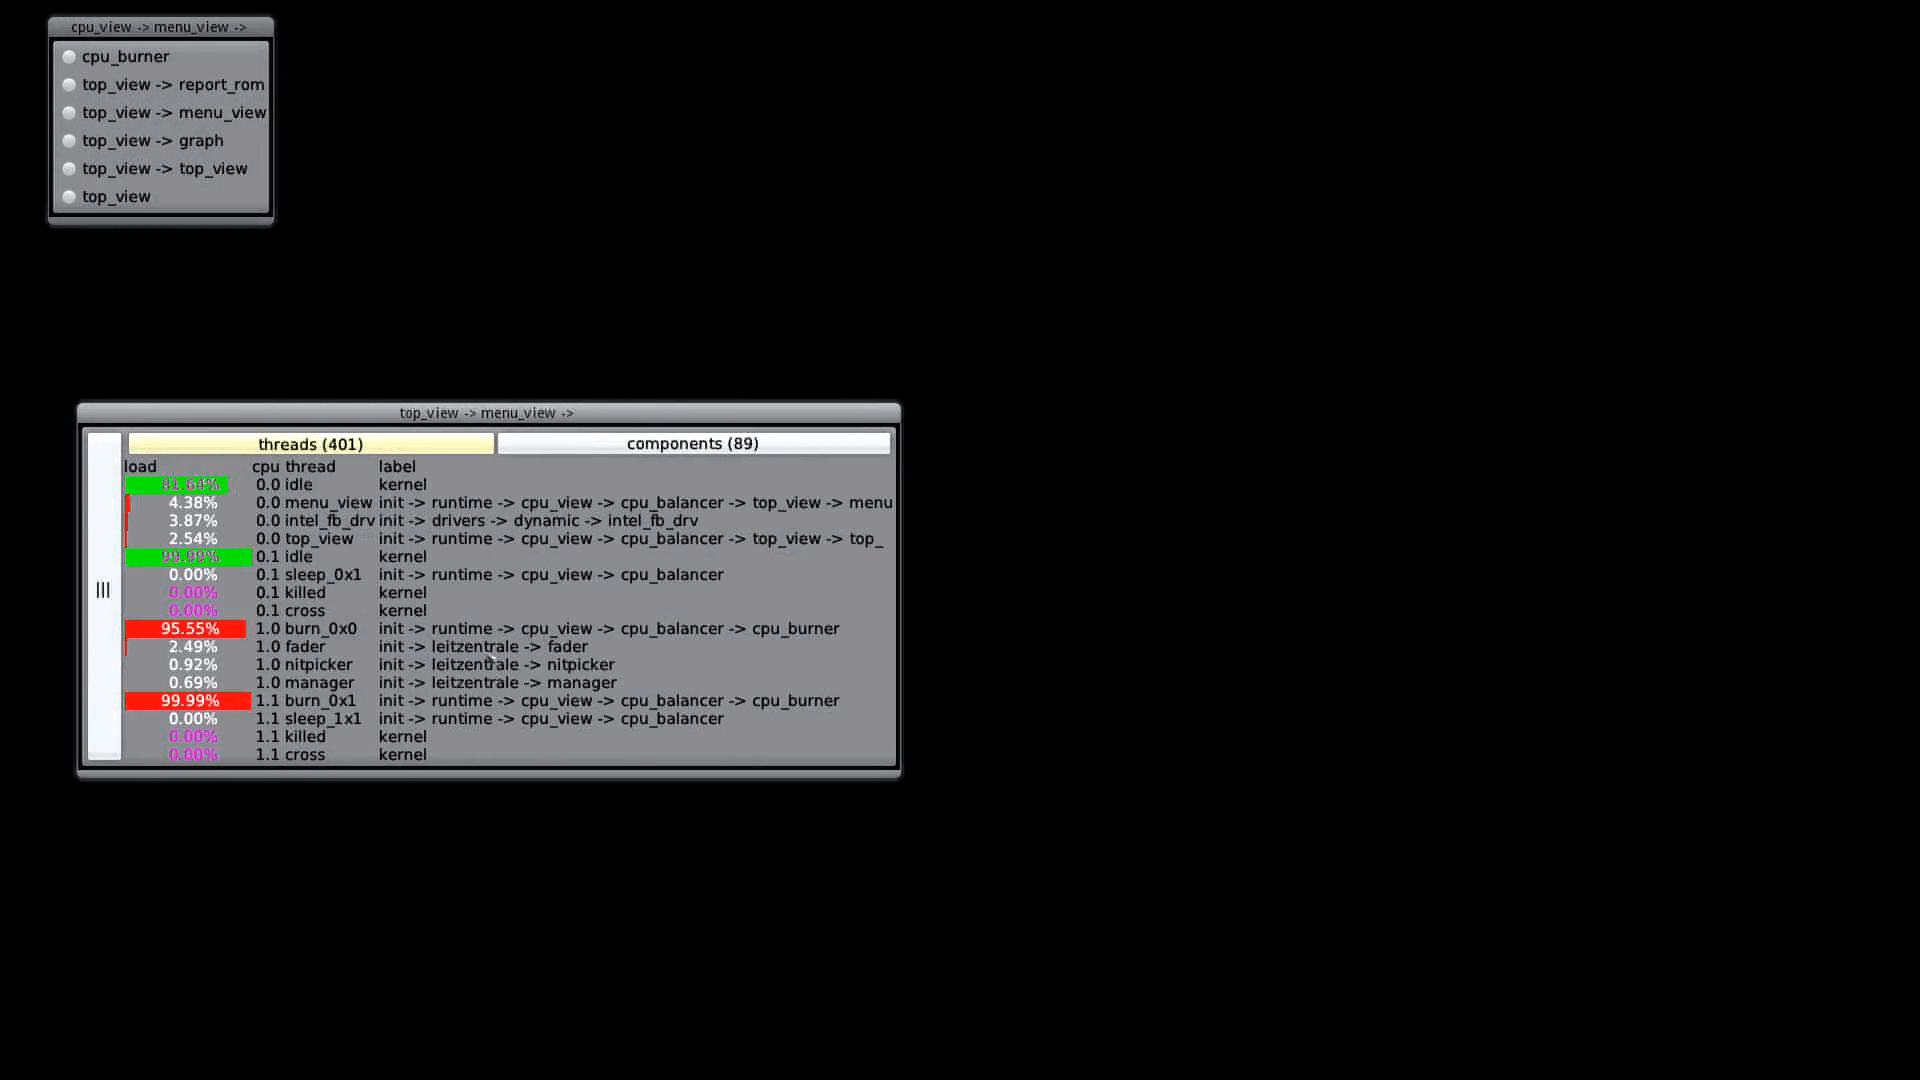 cpu_view -> menu_view ->
cpu_burner
top_view -> report_rom
top_view -> menu_view
top_view -> graph
top_view -> top_view
top_view
top_view -> menu_view ->
threads (401) components (89)
load cpu thread label
81.64% 0.0 idle kernel
4.38% 0.0 menu_view init -> runtime -> cpu_view -> cpu_balancer -> top_view -> menu
3.87% 0.0 intel_fb_drv init -> drivers -> dynamic -> intel_fb_drv
2.54% 0.0 top_view init -> runtime -> cpu_view -> cpu_balancer -> top_view -> top_
99.99% 0.1 idle kernel
0.00% 0.1 sleep_0x1 init -> runtime -> cpu_view -> cpu_balancer
0.00% 0.1 killed kernel
0.00% 0.1 cross kernel
95.55% 1.0 burn_0x0 init -> runtime -> cpu_view -> cpu_balancer -> cpu_burner
2.49% 1.0 fader init -> leitzentrale -> fader
0.92% 1.0 nitpicker init -> leitzentrale -> nitpicker
0.69% 1.0 manager init -> leitzentrale -> manager
99.99% 1.1 burn_0x1 init -> runtime -> cpu_view -> cpu_balancer -> cpu_burner
0.00% 1.1 sleep_1x1 init -> runtime -> cpu_view -> cpu_balancer
0.00% 1.1 killed kernel
0.00% 1.1 cross kernel